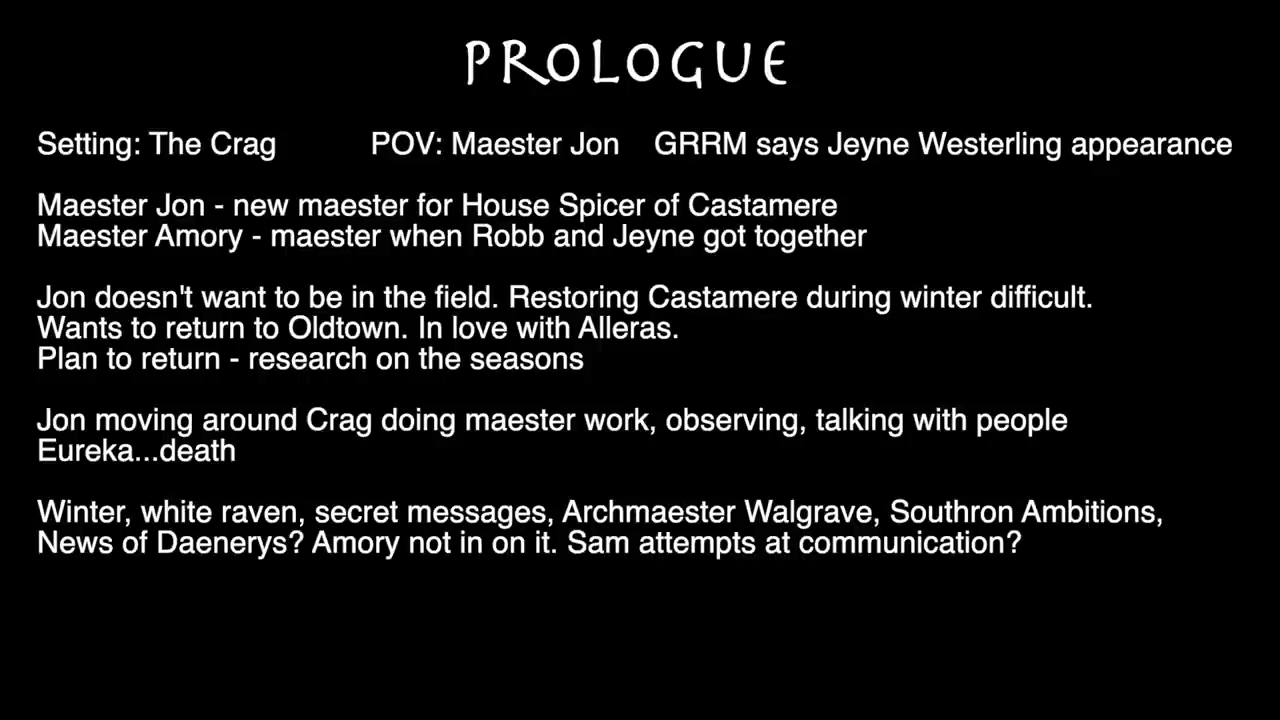 PROLOGUE
Setting: The Crag POV: Maester Jon GRRM says Jeyne Westerling appearance
Maester Jon - new maester for House Spicer of Castamere
Maester Amory - maester when Robb and Jeyne got together
Jon doesn't want to be in the field. Restoring Castamere during winter difficult.
Wants to return to Oldtown. In love with Alleras.
Plan to return - research on the seasons
Jon moving around Crag doing maester work, observing, talking with people
Eureka...death
Winter, white raven, secret messages, Archmaester Walgrave, Southron Ambitions,
News of Daenerys? Amory not in on it. Sam attempts at communication?